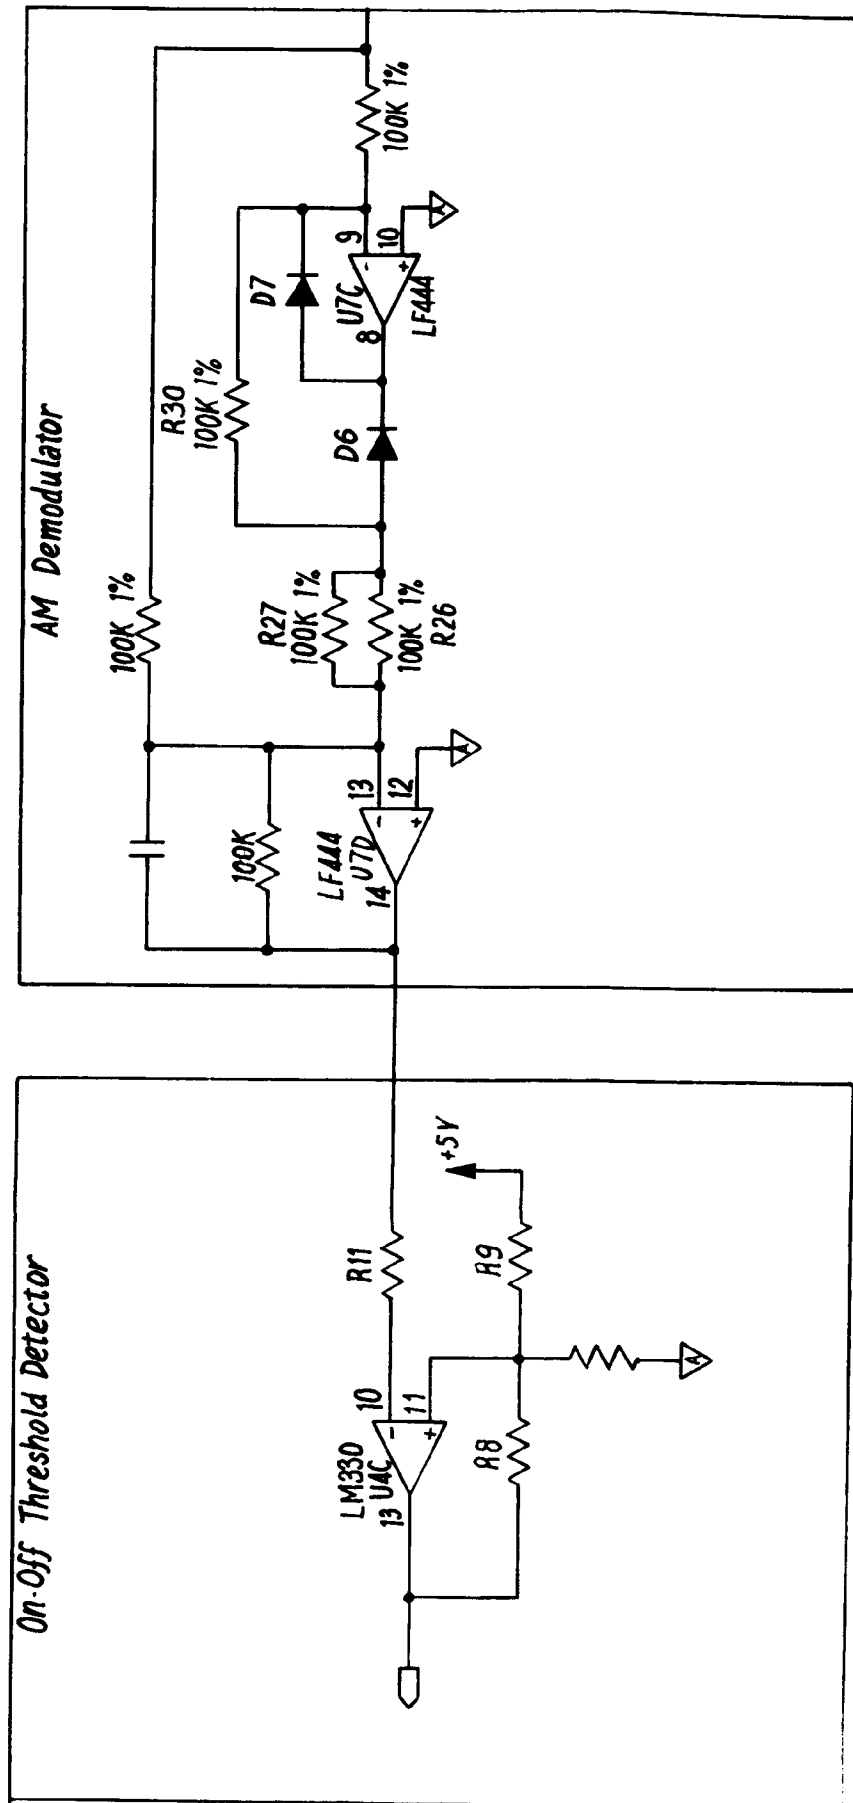 AM Demodulator
100K 1%
100K 1%
R30
100K 1%
D7
9
10
U7C
8
LF444
A
D6
R27
100K 1%
100K 1%
R26
100K
13
12
LF444
U7D
14
A
On-Off Threshold Detector
R11
+5V
R9
10
11
LM330
U4C
13
R8
A